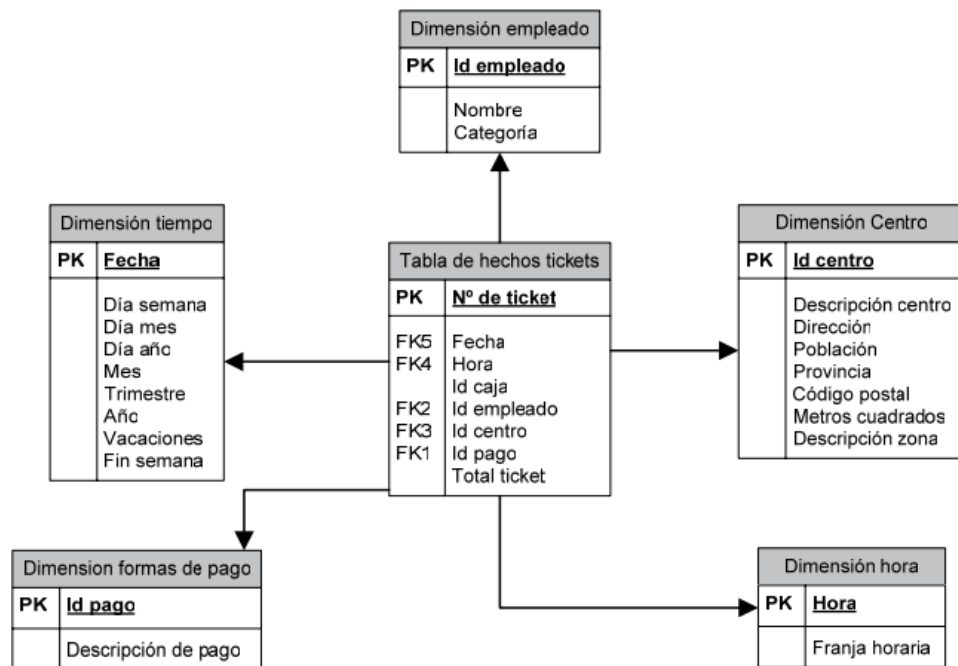 Dimensión empleado
PK Id empleado
Nombre
Categoría
Dimensión tiempo
PK Fecha
Día semana
Día mes
Día año
Mes
Trimestre
Año
Vacaciones
Fin semana
Tabla de hechos tickets
PK Nº de ticket
FK5 Fecha
FK4 Hora
Id caja
FK2 Id empleado
FK3 Id centro
FK1 Id pago
Total ticket
Dimensión Centro
PK Id centro
Descripción centro
Dirección
Población
Provincia
Código postal
Metros cuadrados
Descripción zona
Dimension formas de pago
PK Id pago
Descripción de pago
Dimensión hora
PK Hora
Franja horaria